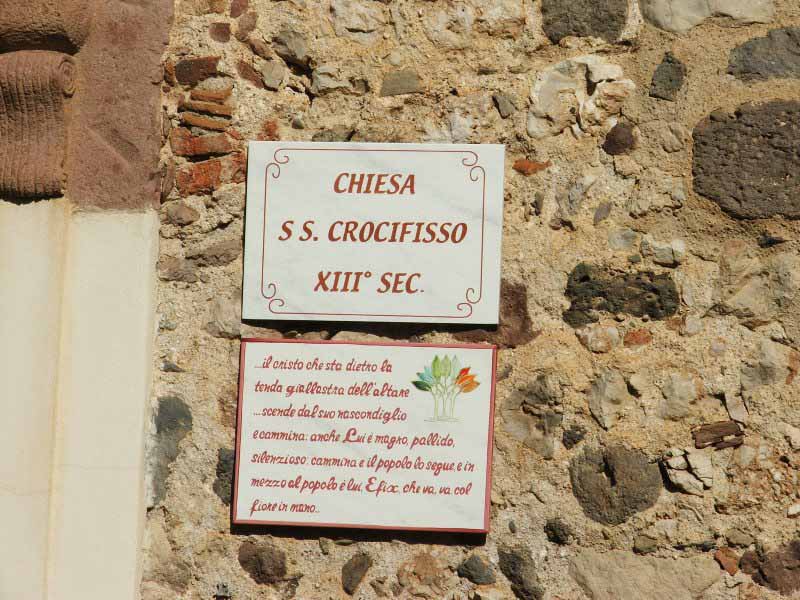 CHIESA
S S. CROCIFISSO
XIII° SEC.
...il cristo che sta dietro la
tenda giallastra dell'altare
...scende dal suo nascondiglio
e cammina: anche Lui è magro, pallido,
silenzioso: cammina e il popolo lo segue, e in
mezzo al popolo è lui, Efix, che va, va, col
fiore in mano...